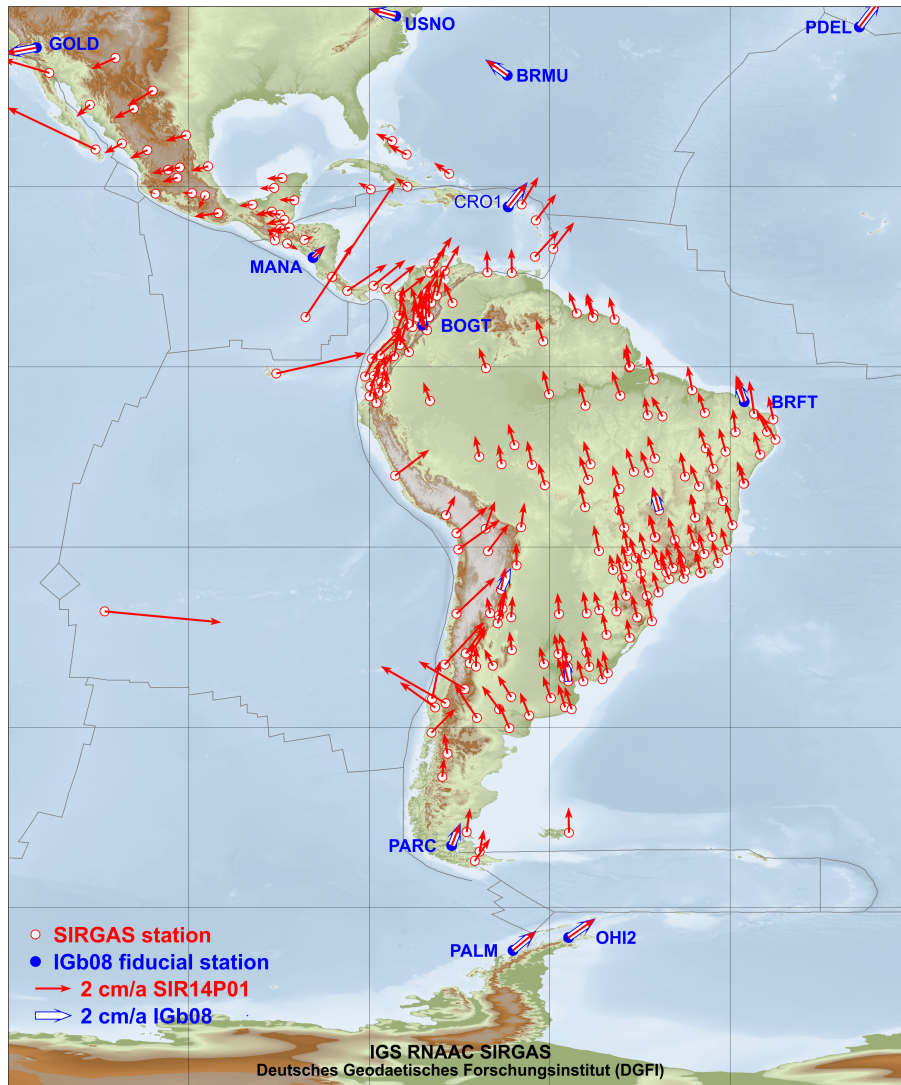 USNO
PDEL
GOLD
BRMU
CRO1
MANA
BOGT
BRFT
PARC
PALM
OHI2
SIRGAS station
IGb08 fiducial station
2 cm/a SIR14P01
2 cm/a IGb08
IGS RNAAC SIRGAS
Deutsches Geodaetisches Forschungsinstitut (DGFI)